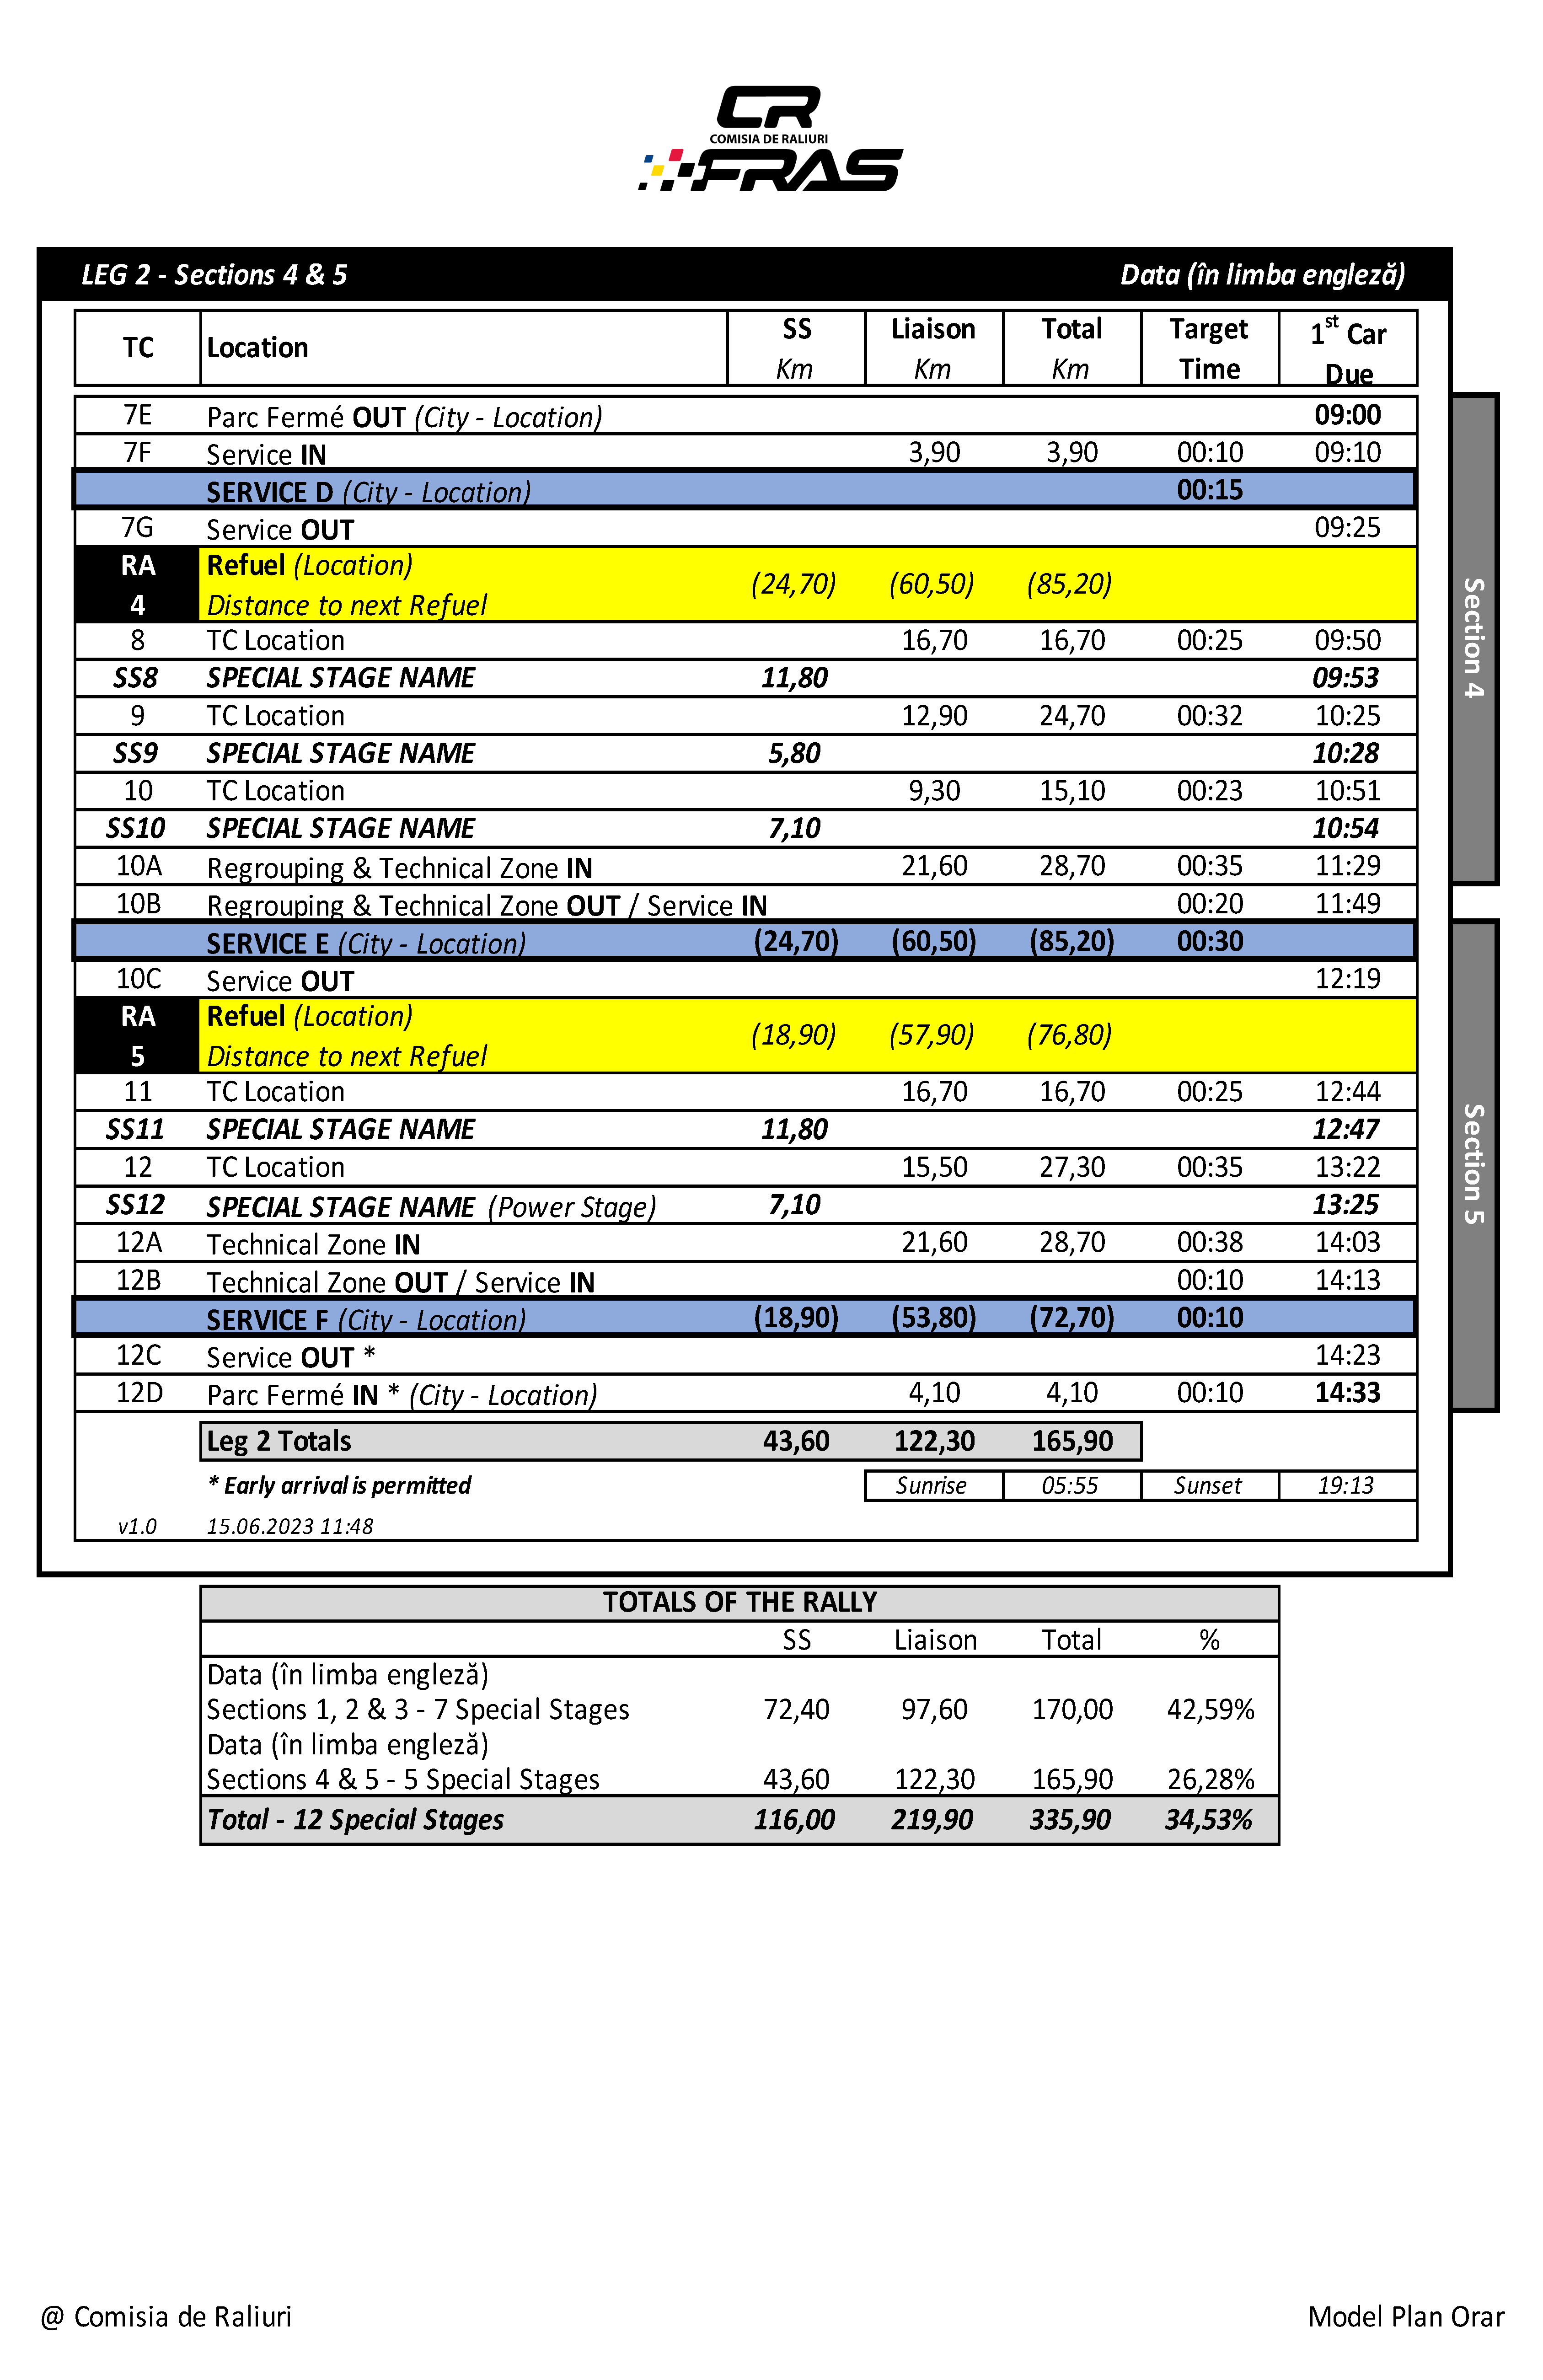 CR
COMISIA DE RALIURI
FRAS
LEG 2 - Sections 4 & 5 Data (în limba engleză)
TC Location SS Km Liaison Km Total Km Target Time 1st Car Due
7E Parc Fermé OUT (City - Location) 09:00
7F Service IN 3,90 3,90 00:10 09:10
SERVICE D (City - Location) 00:15
7G Service OUT 09:25
RA 4 Refuel (Location)
Distance to next Refuel (24,70) (60,50) (85,20)
8 TC Location 16,70 16,70 00:25 09:50
SS8 SPECIAL STAGE NAME 11,80 09:53
9 TC Location 12,90 24,70 00:32 10:25
SS9 SPECIAL STAGE NAME 5,80 10:28
10 TC Location 9,30 15,10 00:23 10:51
SS10 SPECIAL STAGE NAME 7,10 10:54
10A Regrouping & Technical Zone IN 21,60 28,70 00:35 11:29
Section 4
10B Regrouping & Technical Zone OUT / Service IN 00:20 11:49
SERVICE E (City - Location) (24,70) (60,50) (85,20) 00:30
10C Service OUT 12:19
RA 5 Refuel (Location)
Distance to next Refuel (18,90) (57,90) (76,80)
11 TC Location 16,70 16,70 00:25 12:44
SS11 SPECIAL STAGE NAME 11,80 12:47
12 TC Location 15,50 27,30 00:35 13:22
SS12 SPECIAL STAGE NAME (Power Stage) 7,10 13:25
12A Technical Zone IN 21,60 28,70 00:38 14:03
12B Technical Zone OUT / Service IN 00:10 14:13
SERVICE F (City - Location) (18,90) (53,80) (72,70) 00:10
12C Service OUT * 14:23
12D Parc Fermé IN * (City - Location) 4,10 4,10 00:10 14:33
Section 5
Leg 2 Totals 43,60 122,30 165,90
* Early arrival is permitted Sunrise 05:55 Sunset 19:13
v1.0 15.06.2023 11:48
TOTALS OF THE RALLY
SS Liaison Total %
Data (în limba engleză)
Sections 1, 2 & 3 - 7 Special Stages 72,40 97,60 170,00 42,59%
Data (în limba engleză)
Sections 4 & 5 - 5 Special Stages 43,60 122,30 165,90 26,28%
Total - 12 Special Stages 116,00 219,90 335,90 34,53%
@ Comisia de Raliuri Model Plan Orar